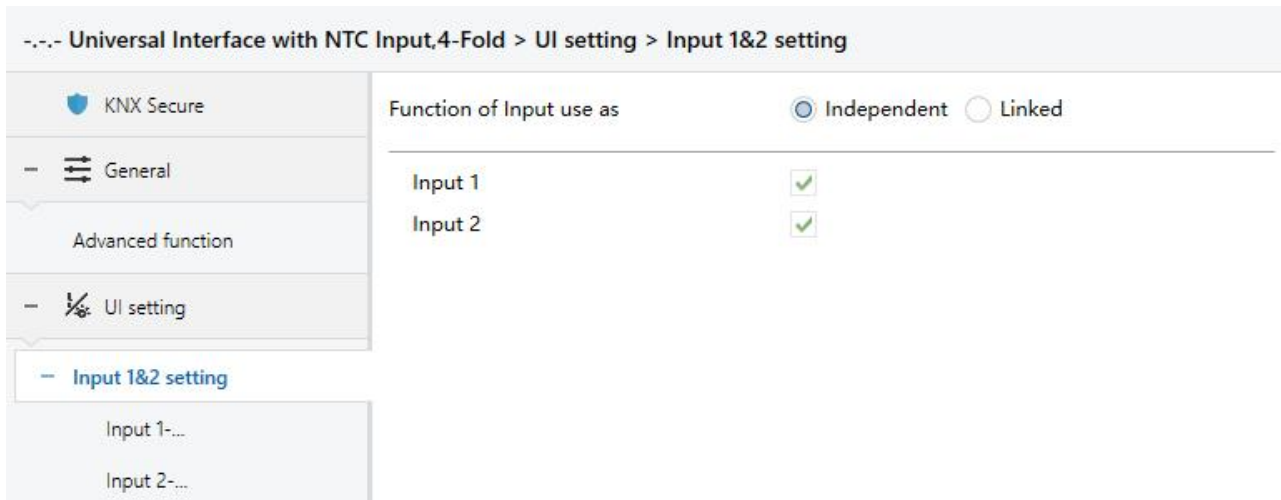 -.-.- Universal Interface with NTC Input,4-Fold > UI setting > Input 1&2 setting
KNX Secure
General
Advanced function
UI setting
Input 1&2 setting
Input 1-...
Input 2-...
Function of Input use as
Independent
Linked
Input 1
Input 2